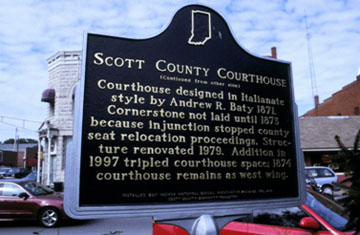 SCOTT COUNTY COURTHOUSE
(Continued from other side)
Courthouse designed in Italianate
style by Andrew R. Baty 1871.
Cornerstone not laid until 1873
because injunction stopped county
seat relocation proceedings. Struc-
ture renovated 1979. Addition in
1997 tripled courthouse space; 1874
courthouse remains as west wing.